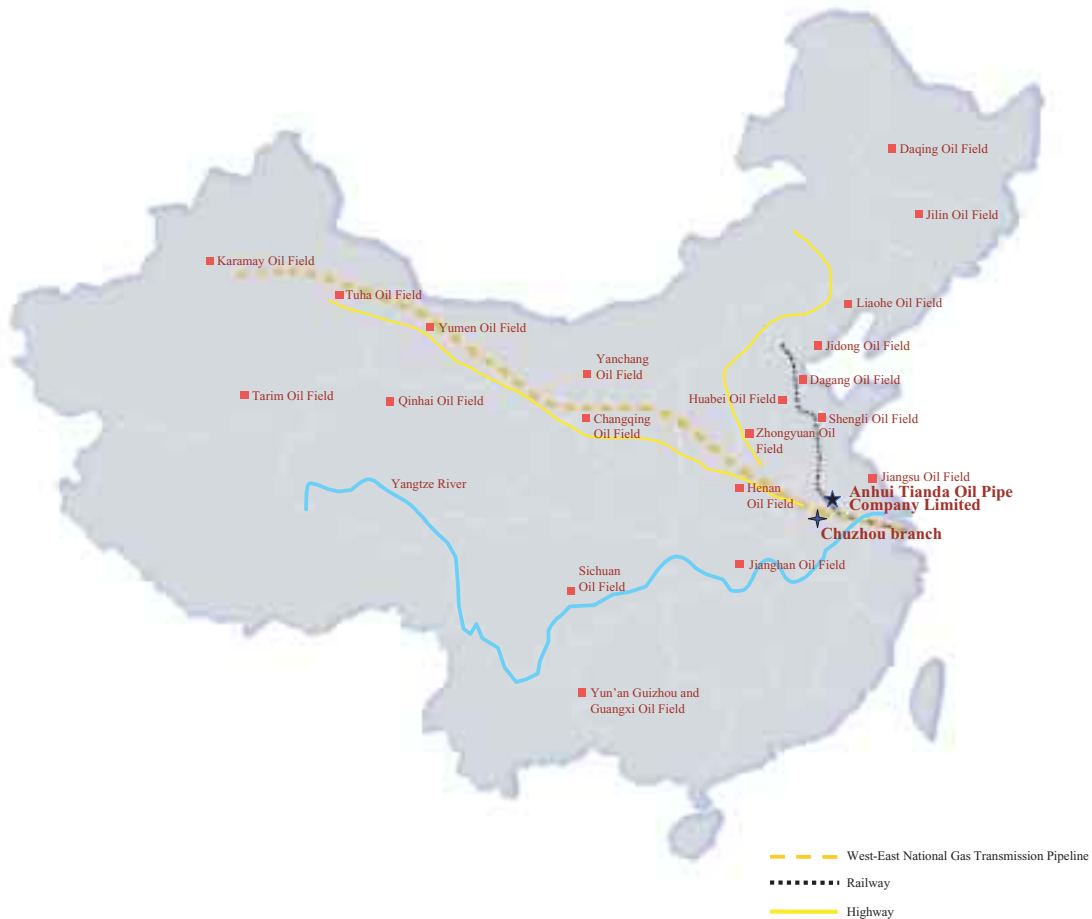 Daqing Oil Field
Jilin Oil Field
Karamay Oil Field
Tuha Oil Field
Liaohe Oil Field
Yumen Oil Field
Jidong Oil Field
Yanchang
Oil Field
Dagang Oil Field
Tarim Oil Field
Qinhai Oil Field
Huabei Oil Field
Changqing
Oil Field
Shengli Oil Field
Zhongyuan Oil
Field
Jiangsu Oil Field
Yangtze River
Henan
Oil Field
Anhui Tianda Oil Pipe
Company Limited
Chuzhou branch
Jianghan Oil Field
Sichuan
Oil Field
Yun'an Guizhou and
Guangxi Oil Field
West-East National Gas Transmission Pipeline
Railway
Highway